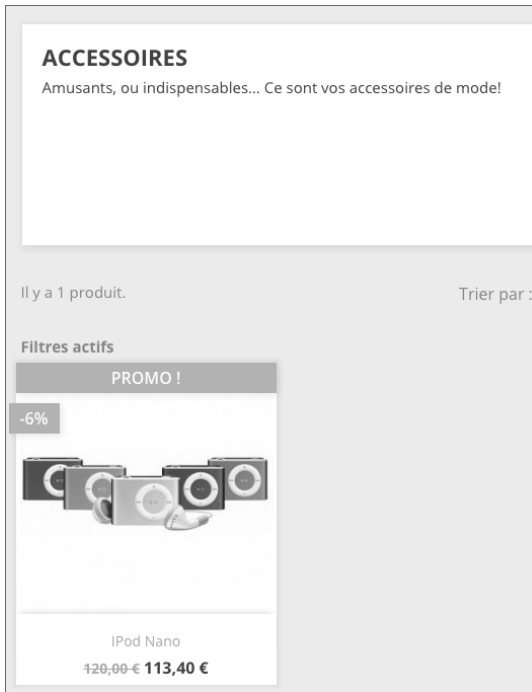 ACCESSOIRES
Amusants, ou indispensables... Ce sont vos accessoires de mode!
Il y a 1 produit.
Trier par :
Filtres actifs
PROMO !
-6%
IPod Nano
120,00 € 113,40 €